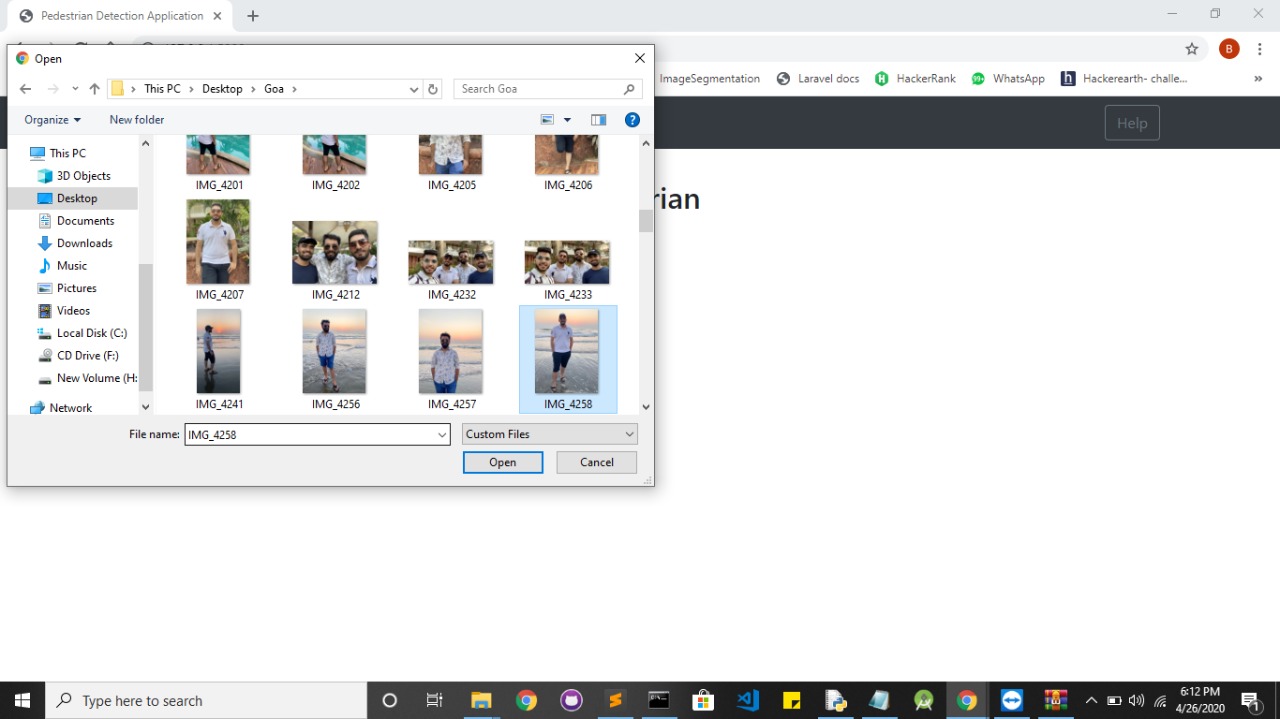 Pedestrian Detection Application
Open
This PC
Desktop
Goa
Search Goa
ImageSegmentation
Laravel docs
HackerRank
99+
WhatsApp
h
Hackerearth- challe...
B
Organize
New folder
?
Help
rian
This PC
3D Objects
Desktop
Documents
Downloads
Music
Pictures
Videos
Local Disk (C:)
CD Drive (F:)
New Volume (H:
Network
IMG_4201
IMG_4202
IMG_4205
IMG_4206
IMG_4207
IMG_4212
IMG_4232
IMG_4233
IMG_4241
IMG_4256
IMG_4257
IMG_4258
File name: IMG_4258
Custom Files
Open
Cancel
Type here to search
6:12 PM
4/26/2020
1